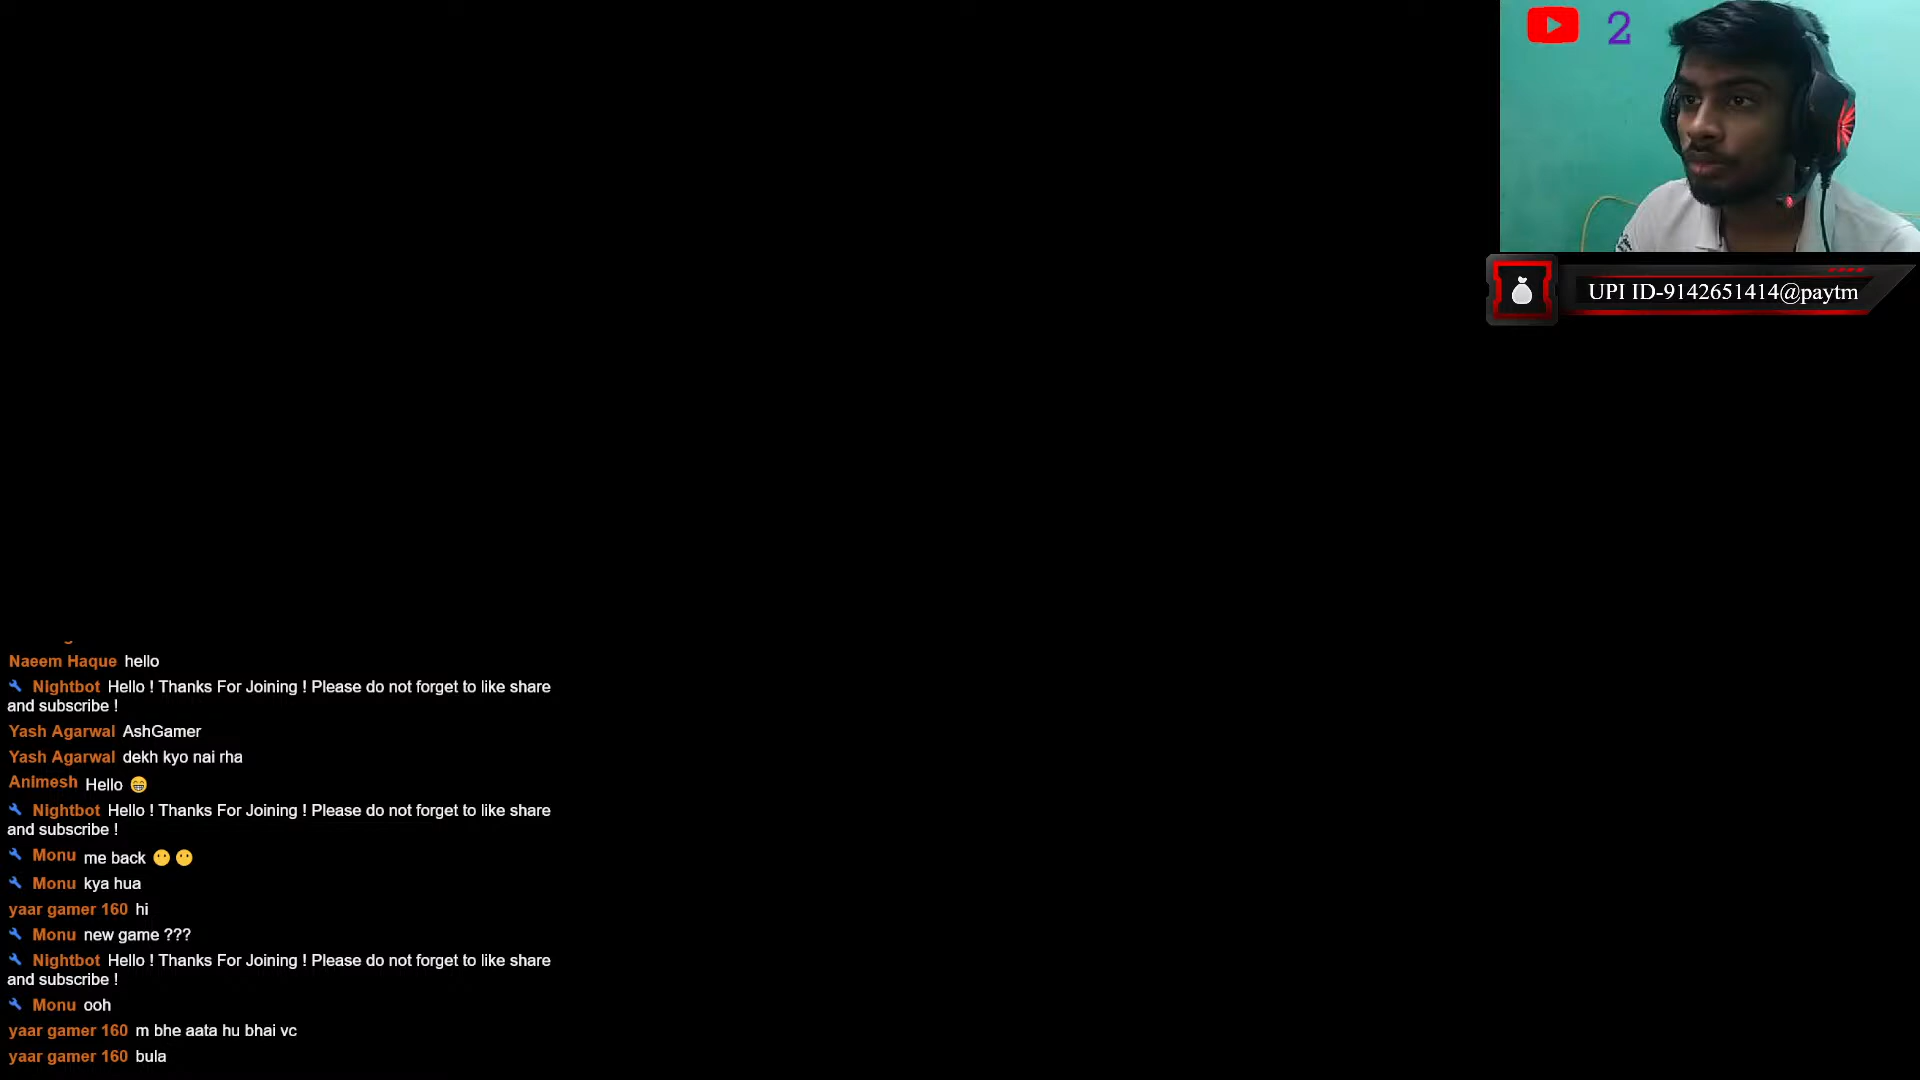 2
UPI ID-9142651414@paytm
Naeem Haque hello
Nightbot Hello ! Thanks For Joining ! Please do not forget to like share
and subscribe !
Yash Agarwal AshGamer
Yash Agarwal dekh kyo nai rha
Animesh Hello 😁
Nightbot Hello ! Thanks For Joining ! Please do not forget to like share
and subscribe !
Monu me back 😶 😶
Monu kya hua
yaar gamer 160 hi
Monu new game ???
Nightbot Hello ! Thanks For Joining ! Please do not forget to like share
and subscribe !
Monu ooh
yaar gamer 160 m bhe aata hu bhai vc
yaar gamer 160 bula